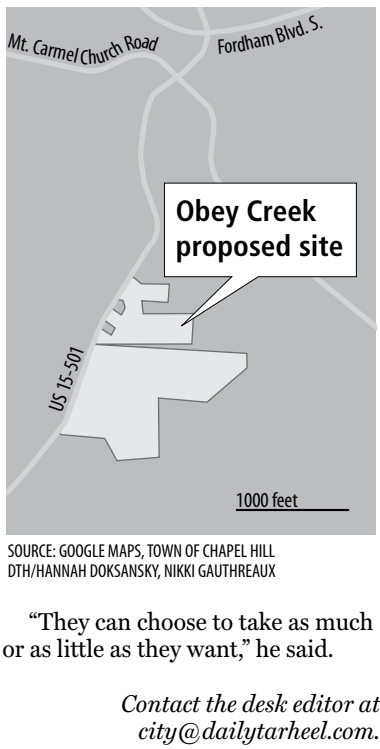 Mt. Carmel Church Road
Fordham Blvd. S.
Obey Creek
proposed site
US 15-501
1000 feet
SOURCE: GOOGLE MAPS, TOWN OF CHAPEL HILL
DTH/HANNAH DOKSANSKY, NIKKI GAUTHREAUX
“They can choose to take as much
or as little as they want,” he said.
Contact the desk editor at
city@dailytarheel.com.